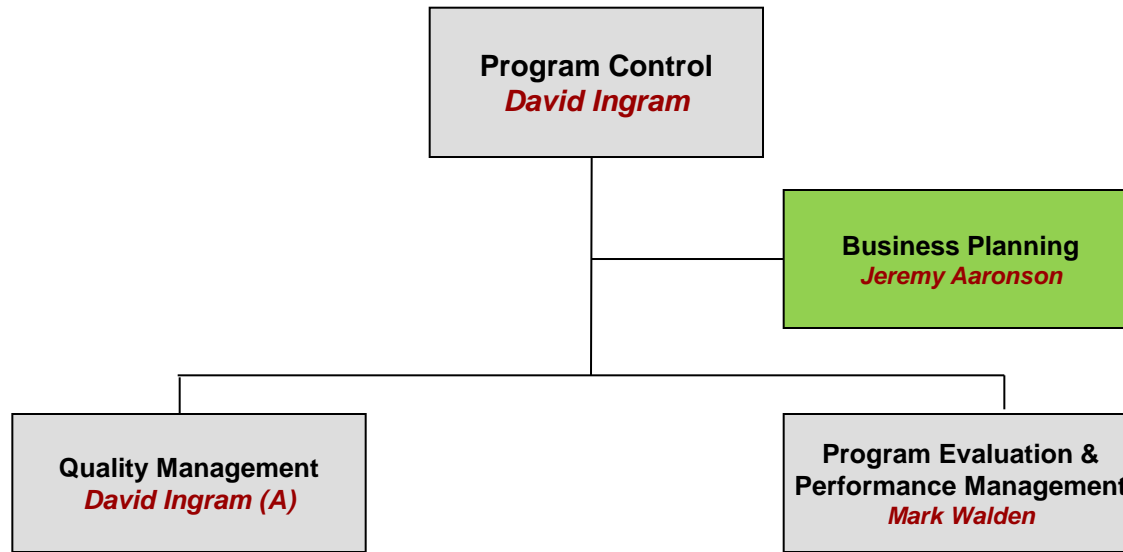 Program Control
David Ingram
Business Planning
Jeremy Aaronson
Quality Management
David Ingram (A)
Program Evaluation &
Performance Management
Mark Walden